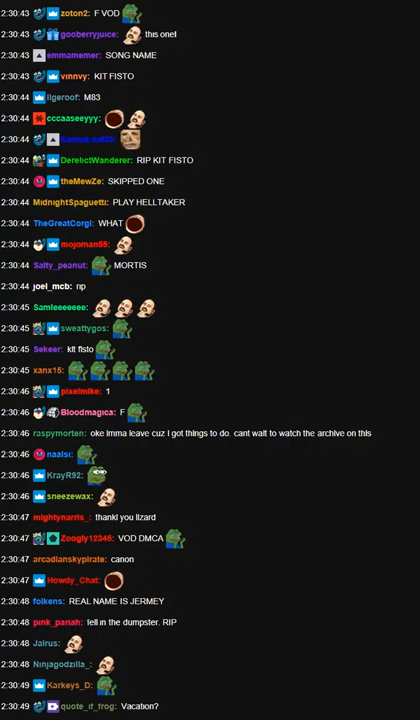 2:30:43 zoton2: F VOD
2:30:43 gooberryjuice: this one!
2:30:43 emmamemer: SONG NAME
2:30:43 vinnvy: KIT FISTO
2:30:44 ligeroof: M83
2:30:44 cccaaseeyyy:
2:30:44
2:30:44 DerelictWanderer: RIP KIT FISTO
2:30:44 theMewZe: SKIPPED ONE
2:30:44 MidnightSpaguetti: PLAY HELLTAKER
2:30:44 TheGreatCorgi: WHAT
2:30:44 mojoman55:
2:30:44 Salty_peanut: MORTIS
2:30:44 joel_mcb: rip
2:30:45 Samleeeeeee:
2:30:45 sweattygos:
2:30:45 Sekeer: kit fisto
2:30:45 xanx15:
2:30:46 pixelmike: 1
2:30:46 Bloodmagica: F
2:30:46 raspymorten: oke Imma leave cuz I got things to do. cant wait to watch the archive on this
2:30:46 naalsi:
2:30:46 KrayR92:
2:30:46 sneezewax:
2:30:47 mightynarris_: thankl you lizard
2:30:47 Zoogly12345: VOD DMCA
2:30:47 arcadianskypirate: canon
2:30:47 Howdy_Chat:
2:30:48 folkens: REAL NAME IS JERMEY
2:30:48 pink_pariah: fell in the dumpster. RIP
2:30:48 Jairus:
2:30:48 Ninjagodzilla_:
2:30:49 Karkeys_D:
2:30:49 quote_it_frog: Vacation?